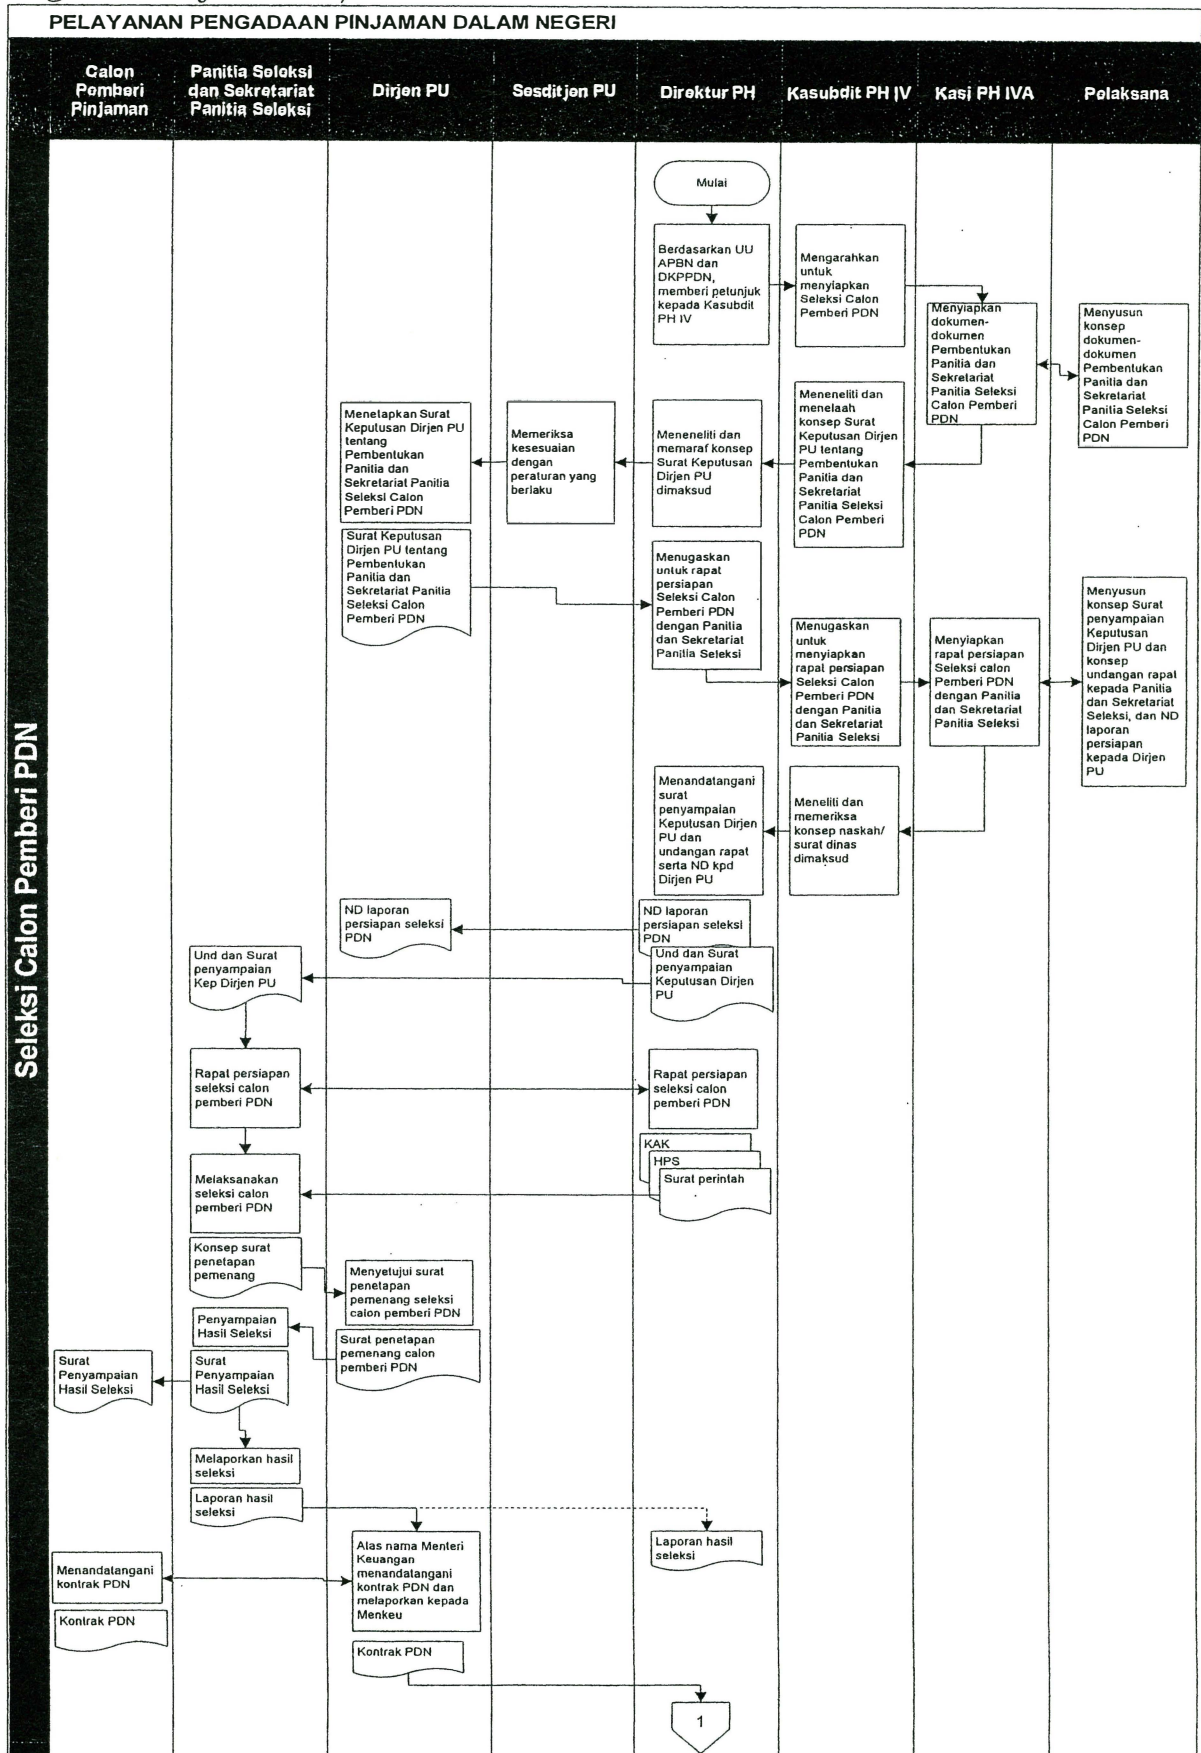 PELAYANAN PENGADAAN PINJAMAN DALAM NEGERI
Calon
Pemberi
Pinjaman
Panitia Seleksi
dan Sekretariat
Panitia Seleksi
Dirjen PU
Sesditjen PU
Direktur PH
Kasubdit PH IV
Kasi PH IVA
Pelaksana
Seleksi Calon Pemberi PDN
Mulai
Berdasarkan UU
APBN dan
DKPPDN,
memberi petunjuk
kepada Kasubdit
PH IV
Mengarahkan
untuk
menyiapkan
Seleksi Calon
Pemberi PDN
Menyiapkan
dokumen-
dokumen
Pembentukan
Panitia dan
Sekretariat
Panitia Seleksi
Calon Pemberi
PDN
Menyusun
konsep
dokumen-
dokumen
Pembentukan
Panitia dan
Sekretariat
Panitia Seleksi
Calon Pemberi
PDN
Meneneliti dan
menelaah
konsep Surat
Keputusan Dirjen
PU tentang
Pembentukan
Panitia dan
Sekretariat
Panitia Seleksi
Calon Pemberi
PDN
Meneneliti dan
memaraf konsep
Surat Keputusan
Dirjen PU
dimaksud
Memeriksa
kesesuaian
dengan
peraturan yang
berlaku
Menetapkan Surat
Keputusan Dirjen PU
tentang
Pembentukan
Panitia dan
Sekretariat Panitia
Seleksi Calon
Pemberi PDN
Surat Keputusan
Dirjen PU tentang
Pembentukan
Panitia dan
Sekretariat Panitia
Seleksi Calon
Pemberi PDN
Menugaskan
untuk rapat
persiapan
Seleksi Calon
Pemberi PDN
dengan Panitia
dan Sekretariat
Panitia Seleksi
Menugaskan
untuk
menyiapkan
rapat persiapan
Seleksi Calon
Pemberi PDN
dengan Panitia
dan Sekretariat
Panitia Seleksi
Menyiapkan
rapat persiapan
Seleksi calon
Pemberi PDN
dengan Panitia
dan Sekretariat
Panitia Seleksi
Menyusun
konsep Surat
penyampaian
Keputusan
Dirjen PU dan
konsep
undangan rapat
kepada Panitia
dan Sekretariat
Seleksi, dan ND
laporan
persiapan
kepada Dirjen
PU
Menandatangani
surat
penyampaian
Keputusan Dirjen
PU dan
undangan rapat
serta ND kpd
Dirjen PU
Meneliti dan
memeriksa
konsep naskah/
surat dinas
dimaksud
ND laporan
persiapan seleksi
PDN
ND laporan
persiapan seleksi
PDN
Und dan Surat
penyampaian
Kep Dirjen PU
Und dan Surat
penyampaian
Keputusan Dirjen
PU
Rapat persiapan
seleksi calon
pemberi PDN
Rapat persiapan
seleksi calon
pemberi PDN
KAK
HPS
Surat perintah
Melaksanakan
seleksi calon
pemberi PDN
Konsep surat
penetapan
pemenang
Menyetujui surat
penetapan
pemenang seleksi
calon pemberi PDN
Penyampaian
Hasil Seleksi
Surat penetapan
pemenang calon
pemberi PDN
Surat
Penyampaian
Hasil Seleksi
Surat
Penyampaian
Hasil Seleksi
Melaporkan hasil
seleksi
Laporan hasil
seleksi
Laporan hasil
seleksi
Atas nama Menteri
Keuangan
menandatangani
kontrak PDN dan
melaporkan kepada
Menkeu
Menandatangani
kontrak PDN
Kontrak PDN
Kontrak PDN
1